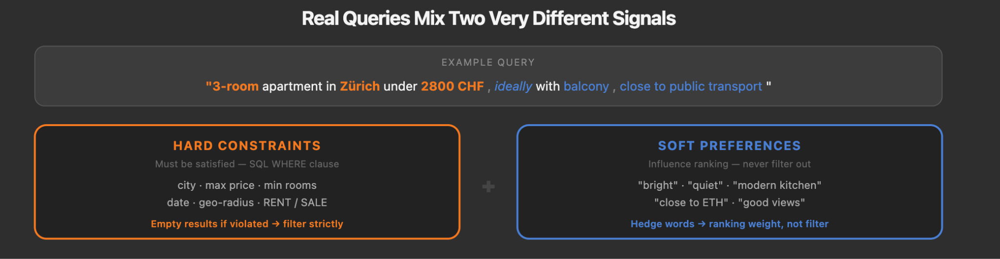 Real Queries Mix Two Very Different Signals
EXAMPLE QUERY
"3-room apartment in Zürich under 2800 CHF , ideally with balcony , close to public transport "
HARD CONSTRAINTS
Must be satisfied — SQL WHERE clause
city · max price · min rooms
date · geo-radius · RENT / SALE
Empty results if violated → filter strictly
+
SOFT PREFERENCES
Influence ranking — never filter out
"bright" · "quiet" · "modern kitchen"
"close to ETH" · "good views"
Hedge words → ranking weight, not filter